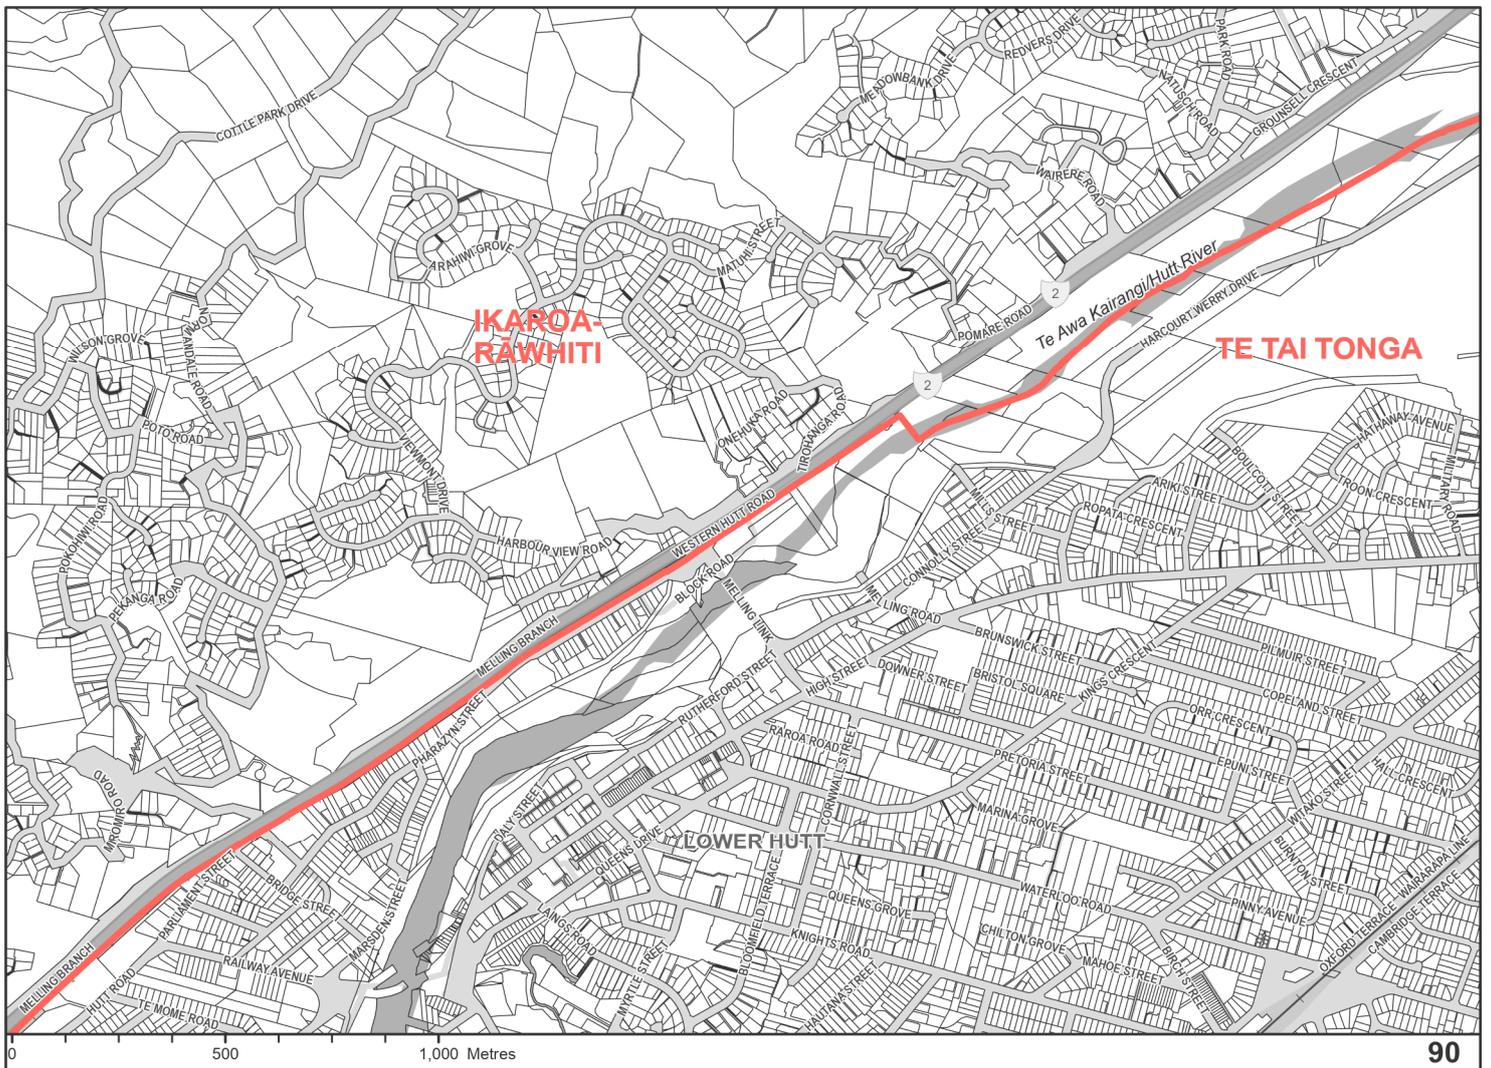 REDVERS DRIVE
PARK ROAD
MEADOWBANK DRIVE
NATUSCH ROAD
GROUNSELL CRESCENT
COTTLE PARK DRIVE
WAIRERE ROAD
ARAHIWI GROVE
MATUHI STREET
2
Te Awa Kairangi/Hutt River
HARCOURT WERRY DRIVE
POMARE ROAD
IKAROA-
RĀWHITI
TE TAI TONGA
WILSON GROVE
NORMANDALE ROAD
2
POTO ROAD
VIEWMONT DRIVE
ONEHUKA ROAD
TIROHANGA ROAD
HATHAWAY AVENUE
BOULCOTT STREET
MILITARY ROAD
TROON CRESCENT
ARIKI STREET
ROPATA CRESCENT
MILLS STREET
CONNOLLY STREET
POKOHIWI ROAD
HARBOUR VIEW ROAD
WESTERN HUTT ROAD
BLOCK ROAD
PEKANGA ROAD
MELLING LINK
MELLING ROAD
MELLING BRANCH
BRUNSWICK STREET
PILMUIR STREET
KINGS CRESCENT
RUTHERFORD STREET
HIGH STREET
DOWNER STREET
BRISTOL SQUARE
COPELAND STREET
ORR CRESCENT
PHARAZYN STREET
RAROA ROAD
CORNWALL STREET
PRETORIA STREET
EPUNI STREET
HALL CRESCENT
WITAKO STREET
MIROMIRO ROAD
DALY STREET
QUEENS DRIVE
LOWER HUTT
MARINA GROVE
BURNTON STREET
WAIRARAPA LINE
PARLIAMENT STREET
BRIDGE STREET
MARSDEN STREET
LAINGS ROAD
BLOOMFIELD TERRACE
QUEENS GROVE
WATERLOO ROAD
PINNY AVENUE
OXFORD TERRACE
CAMBRIDGE TERRACE
KNIGHTS ROAD
CHILTON GROVE
MAHOE STREET
BIRCH STREET
MELLING BRANCH
HUTT ROAD
RAILWAY AVENUE
TE MOME ROAD
MYRTLE STREET
HAUTANA STREET
0
500
1,000 Metres
90